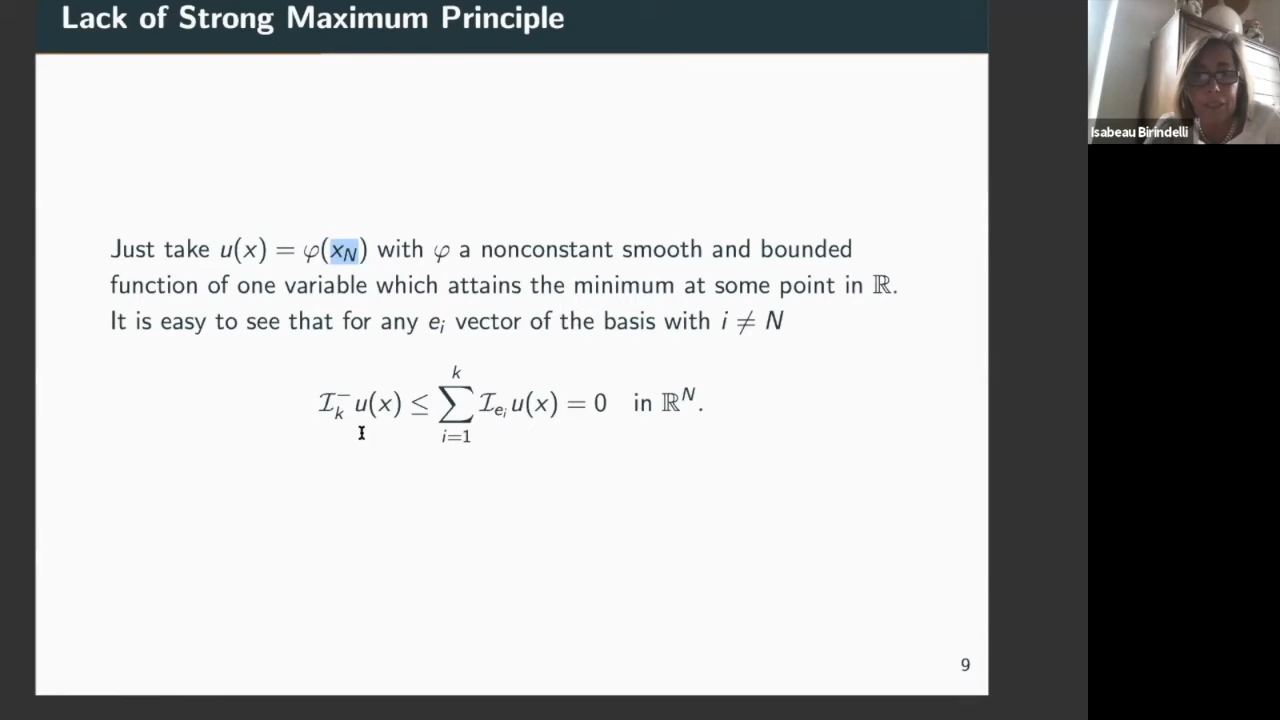 Lack of Strong Maximum Principle
Isabeau Birindelli
Just take u(x) = φ(x_N) with φ a nonconstant smooth and bounded
function of one variable which attains the minimum at some point in ℝ.
It is easy to see that for any e_i vector of the basis with i ≠ N
𝓘_k^− u(x) ≤ ∑_{i=1}^{k} 𝓘_{e_i} u(x) = 0 in ℝ^N.
9